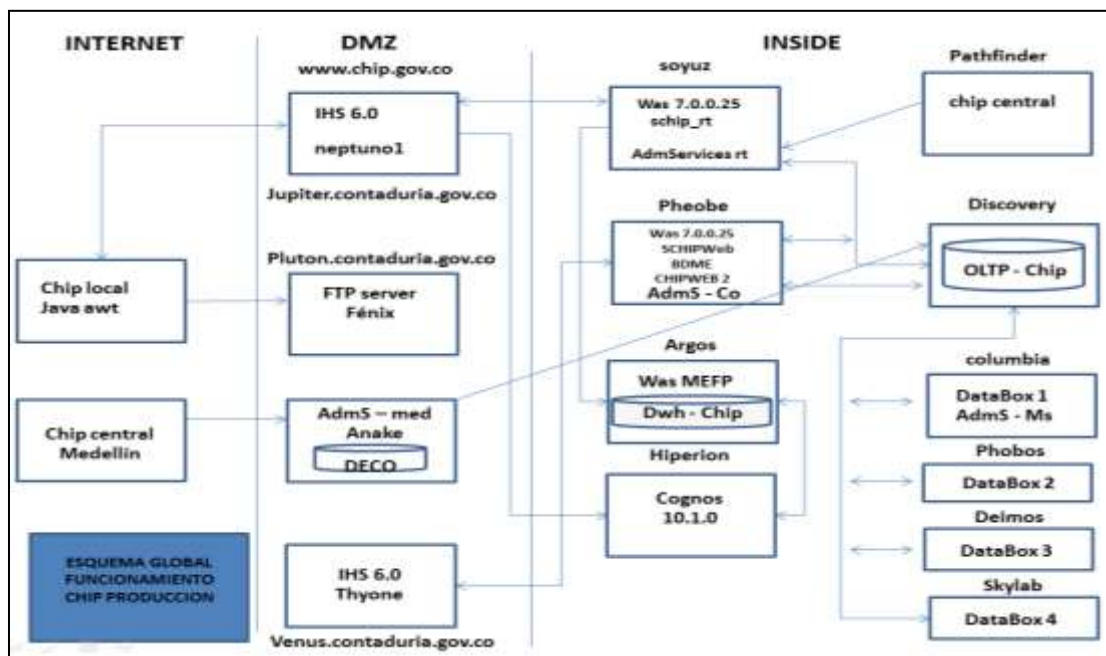 INTERNET
DMZ
INSIDE
www.chip.gov.co
IHS 6.0
neptuno1
Jupiter.contaduria.gov.co
Pluton.contaduria.gov.co
Chip local
Java awt
FTP server
Fénix
Chip central
Medellín
AdmS – med
Anake
DECO
ESQUEMA GLOBAL
FUNCIONAMIENTO
CHIP PRODUCCION
IHS 6.0
Thyone
Venus.contaduria.gov.co
soyuz
Was 7.0.0.25
schip_rt
AdmServices rt
Pheobe
Was 7.0.0.25
SCHIPWeb
BDME
CHIPWEB 2
AdmS - Co
Argos
Was MEFP
Dwh - Chip
Hiperion
Cognos
10.1.0
Pathfinder
chip central
Discovery
OLTP - Chip
columbia
DataBox 1
AdmS - Ms
Phobos
DataBox 2
Deimos
DataBox 3
Skylab
DataBox 4